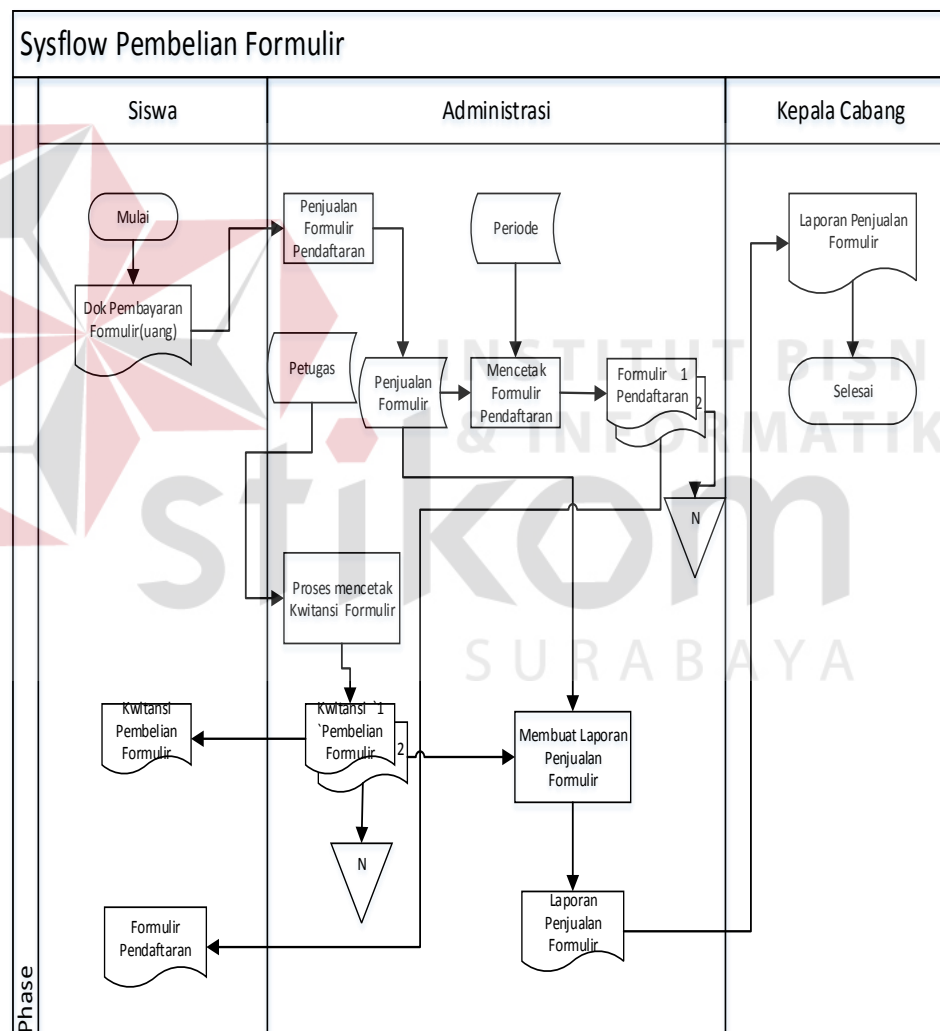 Sysflow Pembelian Formulir
Siswa
Administrasi
Kepala Cabang
Mulai
Dok Pembayaran
Formulir(uang)
Penjualan
Formulir
Pendaftaran
Periode
Laporan Penjualan
Formulir
Petugas
Penjualan
Formulir
Mencetak
Formulir
Pendaftaran
Formulir 1
Pendaftaran
2
Selesai
N
Proses mencetak
Kwitansi Formulir
Kwitansi
Pembelian
Formulir
Kwitansi `1
`Pembelian
Formulir
2
Membuat Laporan
Penjualan
Formulir
N
Formulir
Pendaftaran
Laporan
Penjualan
Formulir
Phase
INSTITUT BISN
& INFORMATIK
stikom
SURABAYA